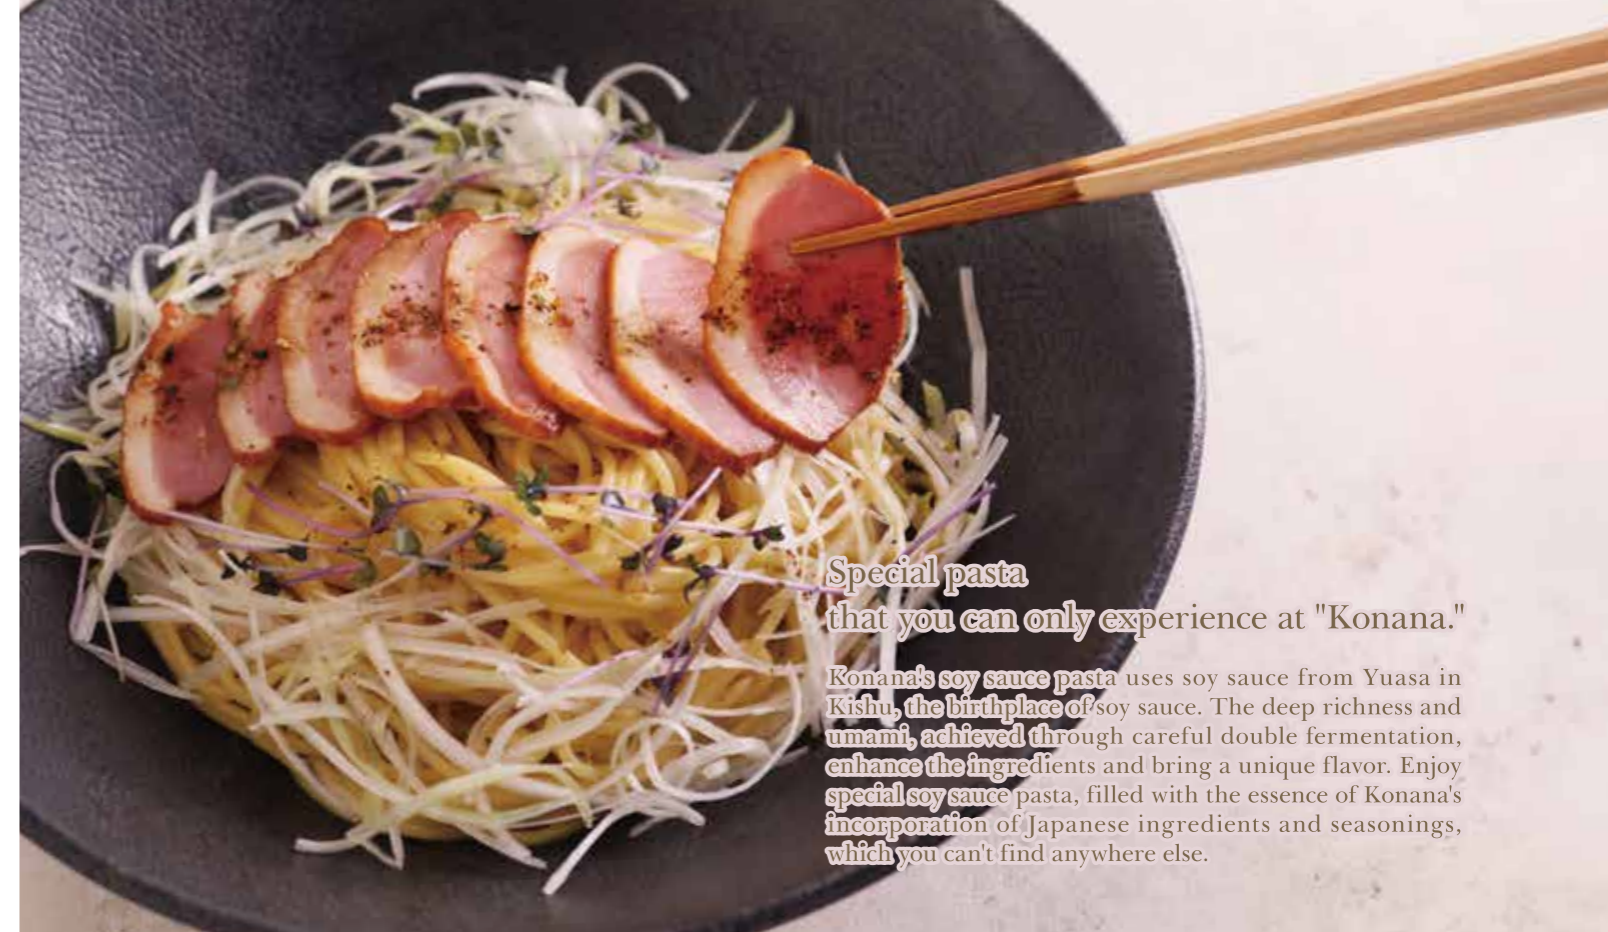 Special pasta
that you can only experience at "Konana."
Konana's soy sauce pasta uses soy sauce from Yuasa in
Kishu, the birthplace of soy sauce. The deep richness and
umami, achieved through careful double fermentation,
enhance the ingredients and bring a unique flavor. Enjoy
special soy sauce pasta, filled with the essence of Konana's
incorporation of Japanese ingredients and seasonings,
which you can't find anywhere else.